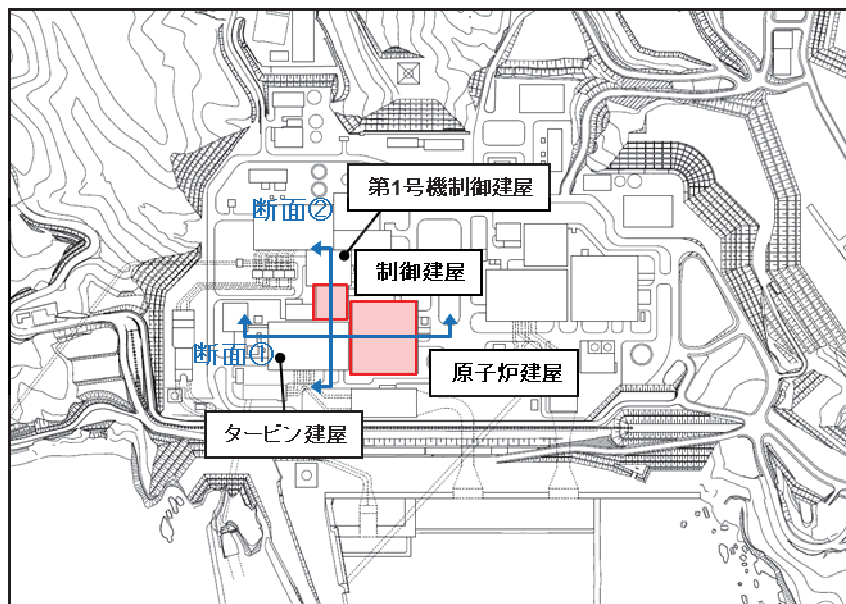 第1号機制御建屋
断面②
制御建屋
断面①
原子炉建屋
タービン建屋